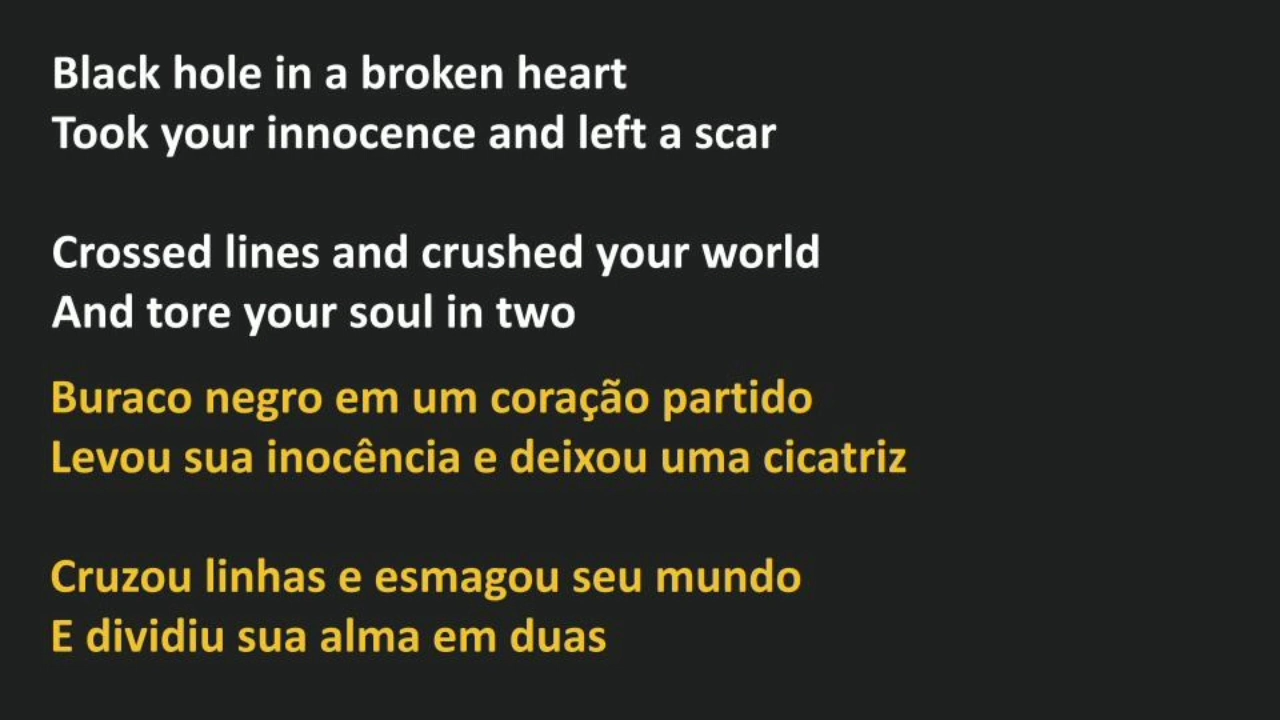 Black hole in a broken heart
Took your innocence and left a scar
Crossed lines and crushed your world
And tore your soul in two
Buraco negro em um coração partido
Levou sua inocência e deixou uma cicatriz
Cruzou linhas e esmagou seu mundo
E dividiu sua alma em duas